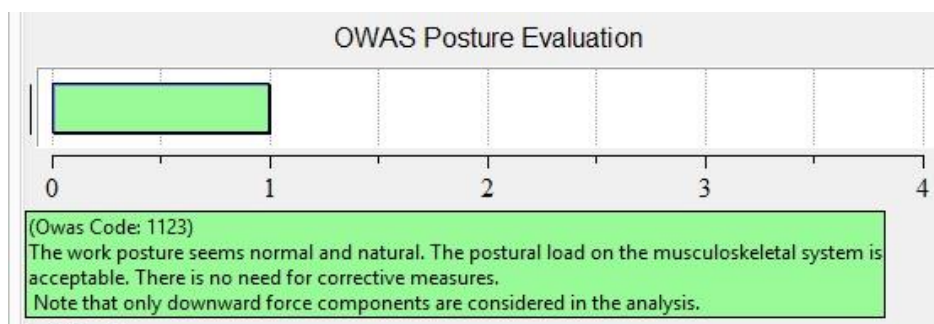 OWAS Posture Evaluation
0 1 2 3 4
(Owas Code: 1123)
The work posture seems normal and natural. The postural load on the musculoskeletal system is
acceptable. There is no need for corrective measures.
Note that only downward force components are considered in the analysis.